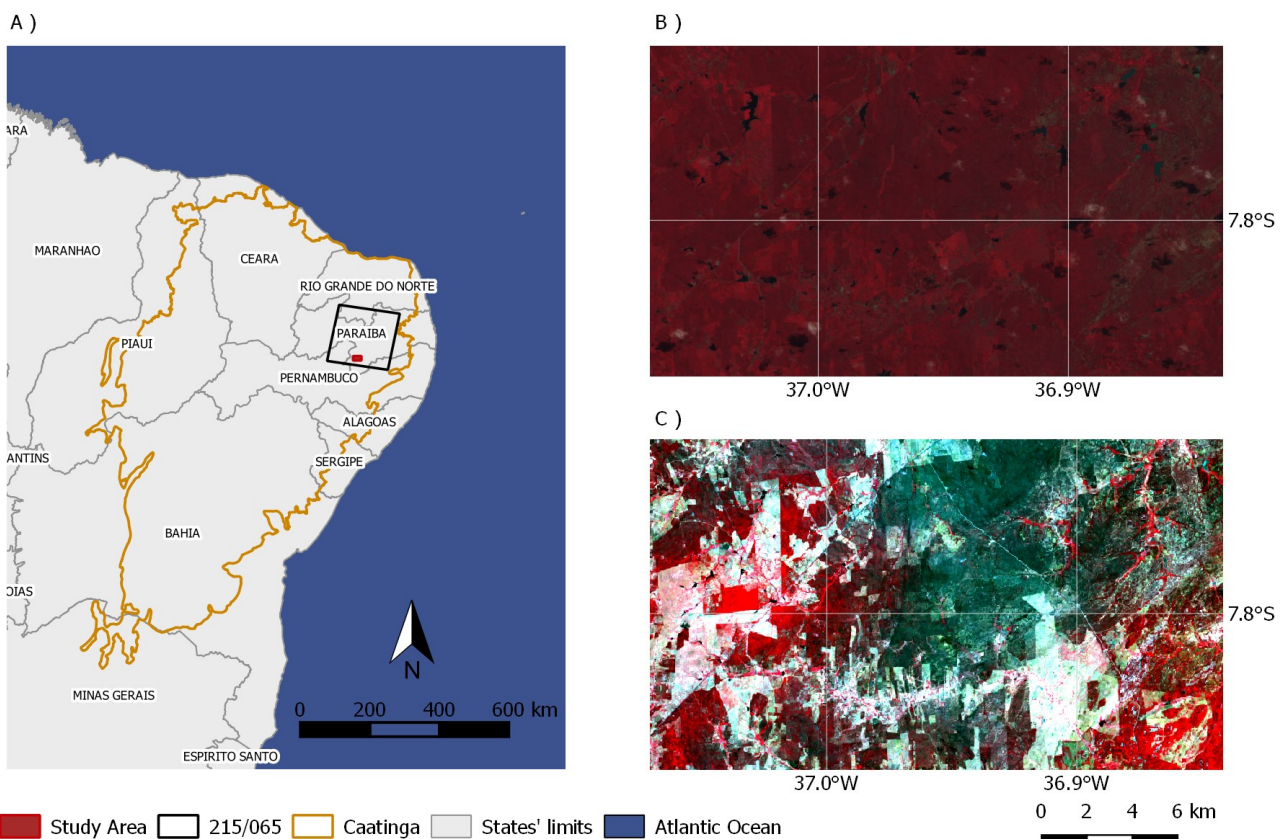 A )
ARA
MARANHAO
CEARA
RIO GRANDE DO NORTE
PARAIBA
PIAUI
PERNAMBUCO
ALAGOAS
ANTINS
SERGIPE
BAHIA
OIAS
N
MINAS GERAIS
0 200 400 600 km
ESPIRITO SANTO
B )
7.8°S
37.0°W 36.9°W
C )
7.8°S
37.0°W 36.9°W
0 2 4 6 km
Study Area 215/065 Caatinga States' limits Atlantic Ocean